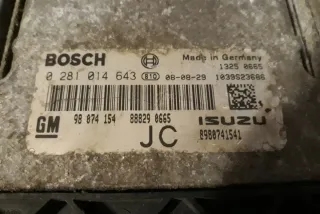 BOSCH Made in Germany
1325 0665
0 281 014 643 B10 08-08-29 1039S23686
GM 98 074 154 88829 0665 ISUZU
JC 8980741541